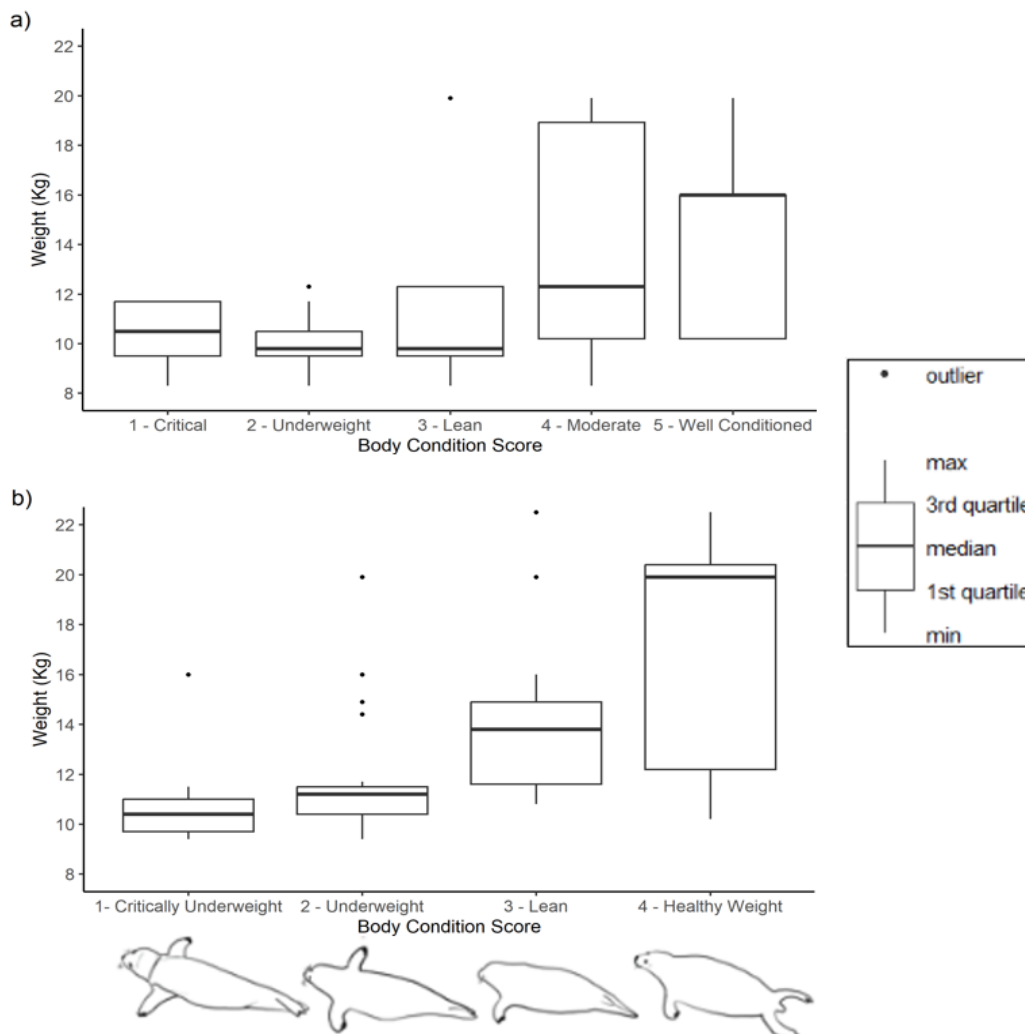 a)
22
20
18
16
14
12
10
8
Weight (Kg)
1 - Critical 2 - Underweight 3 - Lean 4 - Moderate 5 - Well Conditioned
Body Condition Score
outlier
max
3rd quartile
median
1st quartile
min
b)
22
20
18
16
14
12
10
8
Weight (Kg)
1- Critically Underweight 2 - Underweight 3 - Lean 4 - Healthy Weight
Body Condition Score